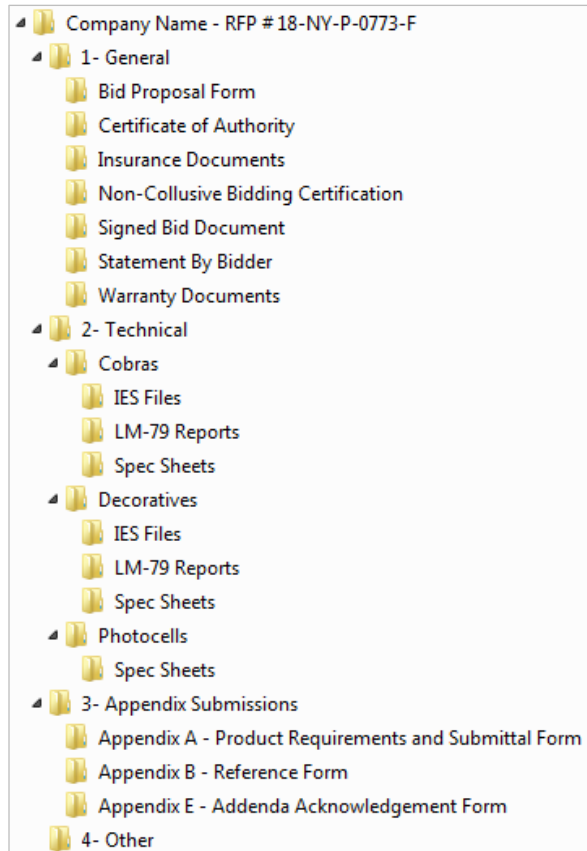 Company Name - RFP # 18-NY-P-0773-F
1- General
Bid Proposal Form
Certificate of Authority
Insurance Documents
Non-Collusive Bidding Certification
Signed Bid Document
Statement By Bidder
Warranty Documents
2- Technical
Cobras
IES Files
LM-79 Reports
Spec Sheets
Decoratives
IES Files
LM-79 Reports
Spec Sheets
Photocells
Spec Sheets
3- Appendix Submissions
Appendix A - Product Requirements and Submittal Form
Appendix B - Reference Form
Appendix E - Addenda Acknowledgement Form
4- Other